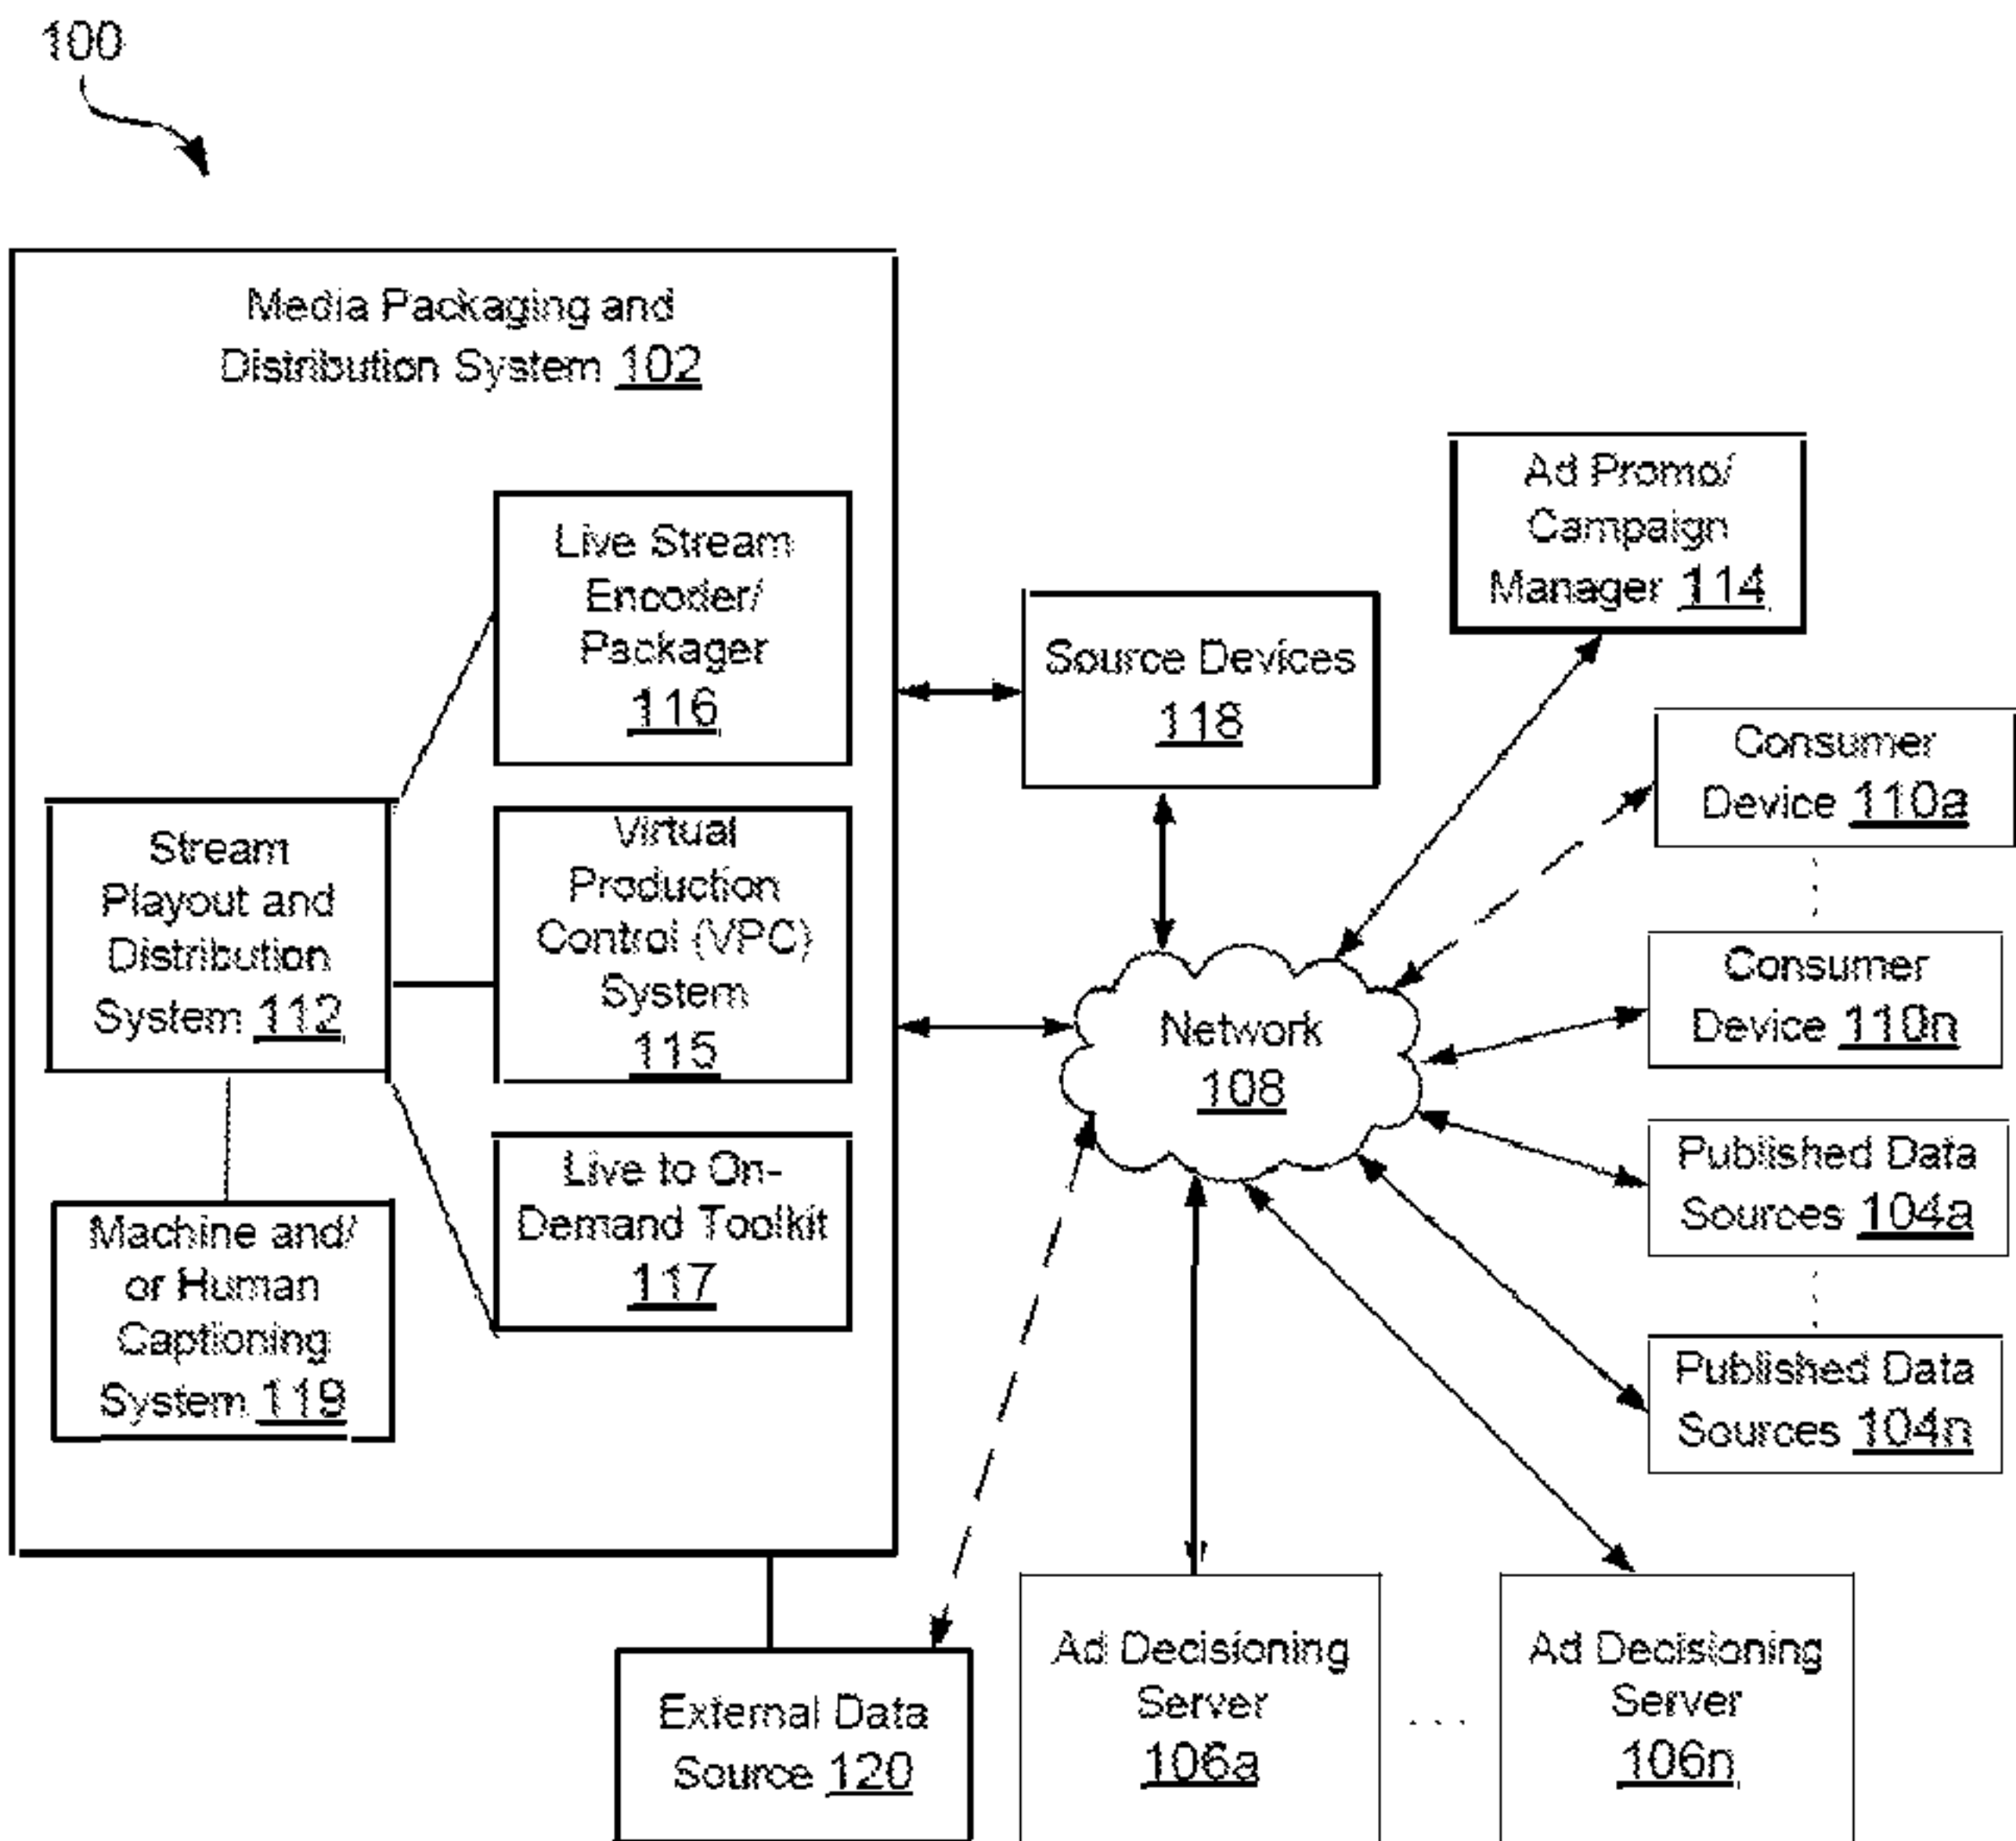 100
Media Packaging and
Distribution System 102
Live Stream
Encoder/
Packager
116
Stream
Playout and
Distribution
System 112
Virtual
Production
Control (VPC)
System
115
Live to On-
Demand Toolkit
117
Machine and/
or Human
Captioning
System 119
Source Devices
118
Ad Promo/
Campaign
Manager 114
Consumer
Device 110a
Consumer
Device 110n
Network
108
Published Data
Sources 104a
Published Data
Sources 104n
External Data
Source 120
Ad Decisioning
Server
106a
. . .
Ad Decisioning
Server
106n